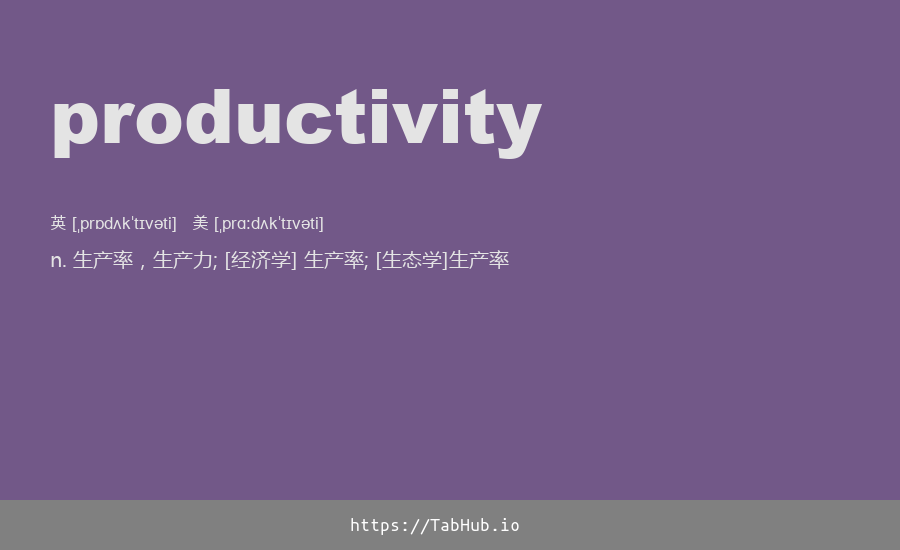 productivity
英 [ˌprɒdʌkˈtɪvəti]   美 [ˌprɑːdʌkˈtɪvəti]
n. 生产率，生产力; [经济学] 生产率; [生态学]生产率
https://TabHub.io